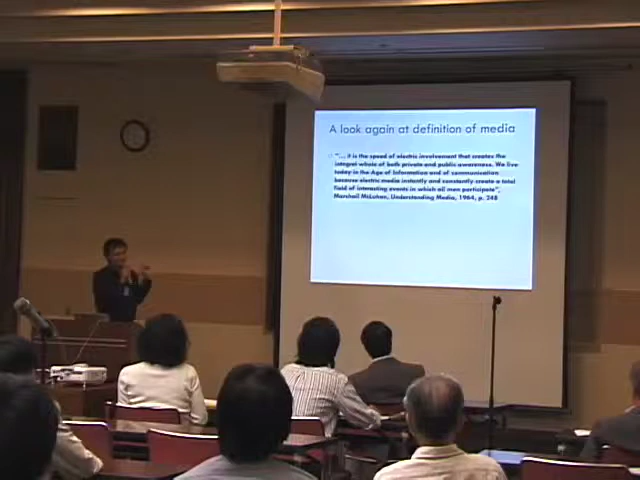 A look again at definition of media
"... it is the speed of electric involvement that creates the
integral whole of both private and public awareness. We live
today in the Age of Information and of communication
because electric media instantly and constantly create a total
field of interacting events in which all men participate",
Marshall McLuhan, Understanding Media, 1964, p. 248